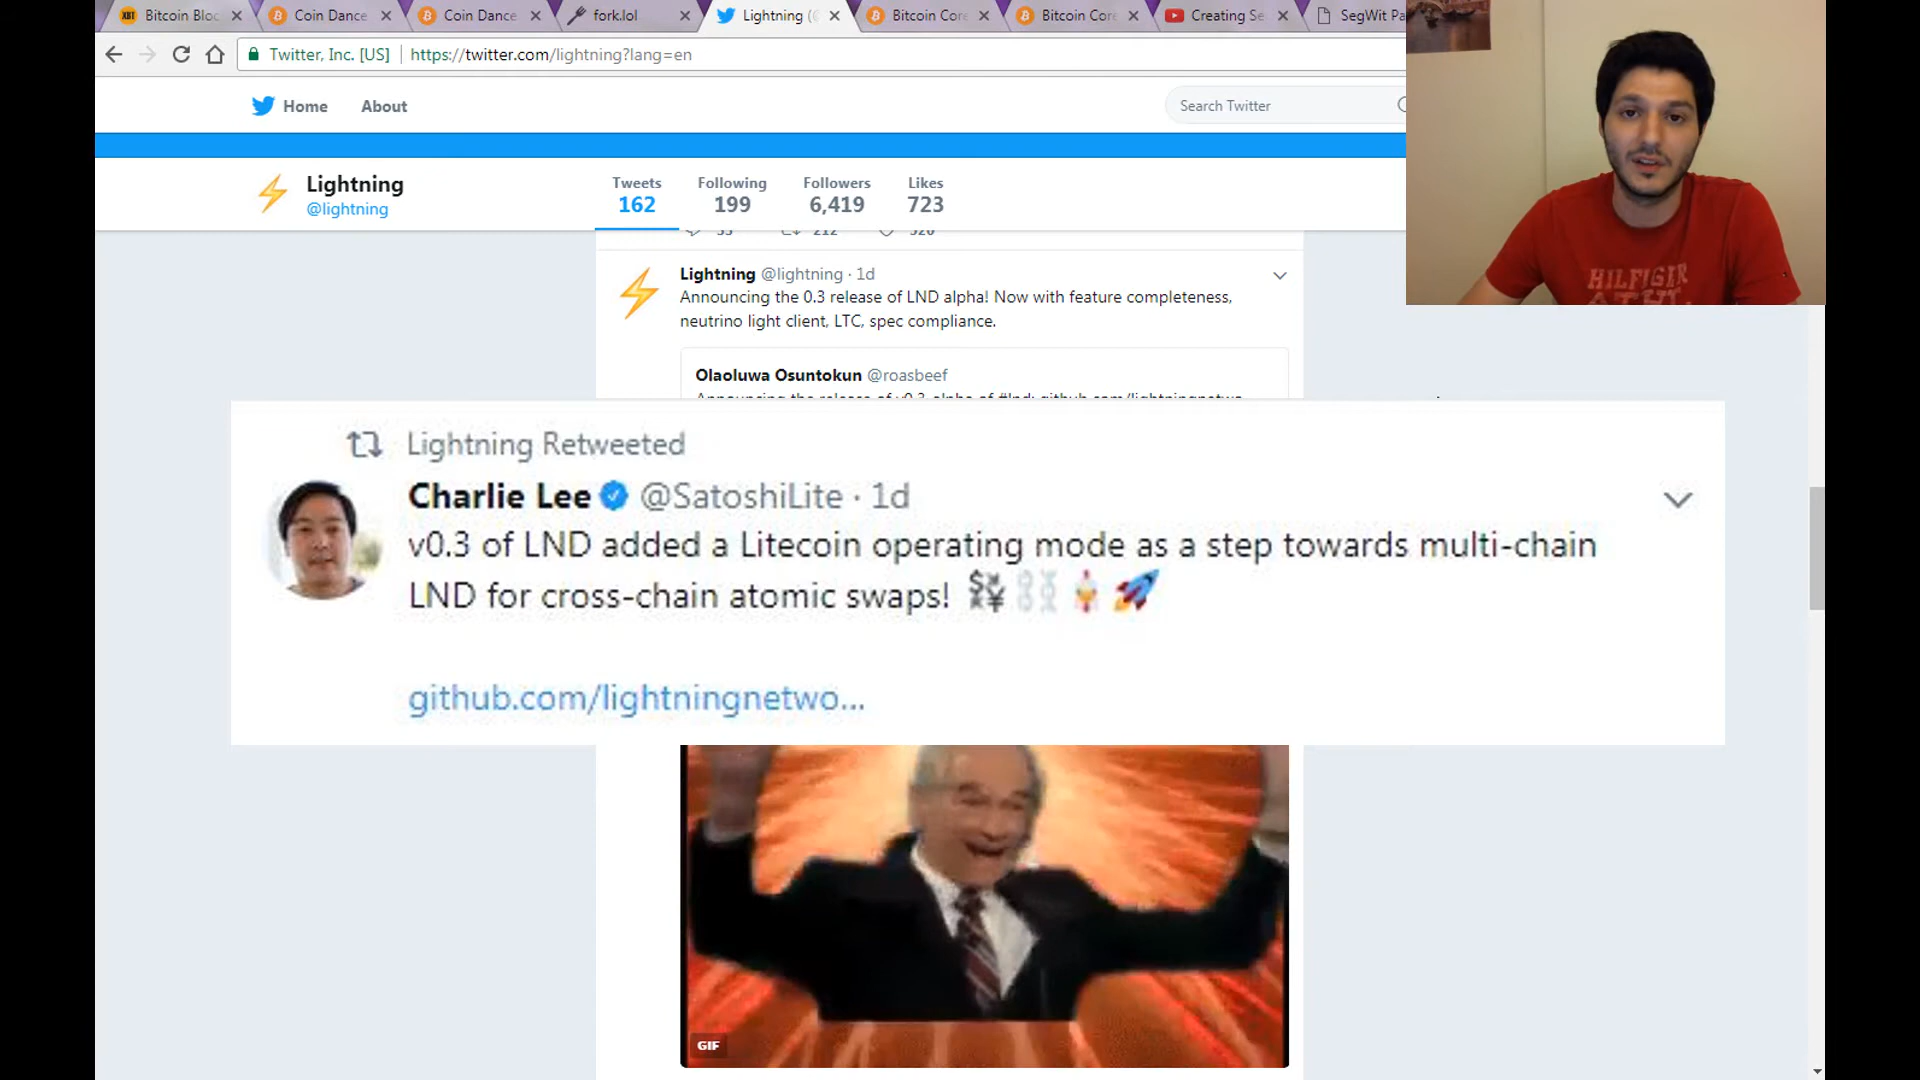 Bitcoin Bloc
Coin Dance
Coin Dance
fork.lol
Lightning (@
Bitcoin Core
Bitcoin Core
Creating Se
SegWit Pa
Twitter, Inc. [US]
https://twitter.com/lightning?lang=en
Home
About
Search Twitter
Lightning
@lightning
Tweets
162
Following
199
Followers
6,419
Likes
723
Lightning @lightning · 1d
Announcing the 0.3 release of LND alpha! Now with feature completeness,
neutrino light client, LTC, spec compliance.
Olaoluwa Osuntokun @roasbeef
Lightning Retweeted
Charlie Lee @SatoshiLite · 1d
v0.3 of LND added a Litecoin operating mode as a step towards multi-chain
LND for cross-chain atomic swaps!
github.com/lightningnetwo...
GIF
HILFIGER